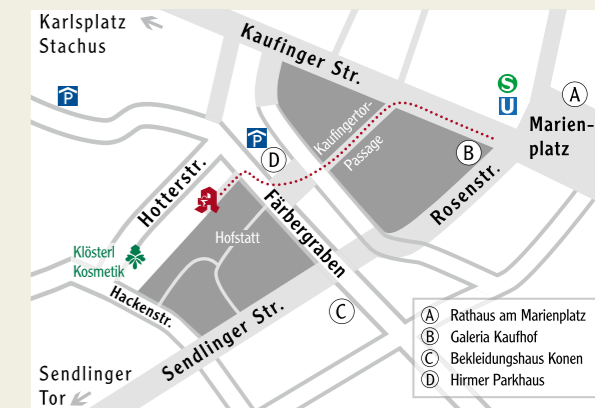 Karlsplatz
Stachus
Kaufinger Str.
P
S
U
A
Marien-
platz
P
Kaufingertor-
Passage
B
D
Rosenstr.
Hotterstr.
A
Färbergraben
Hofstatt
Klösterl
Kosmetik
Hackenstr.
C
Sendlinger Str.
A Rathaus am Marienplatz
B Galeria Kaufhof
C Bekleidungshaus Konen
D Hirmer Parkhaus
Sendlinger
Tor